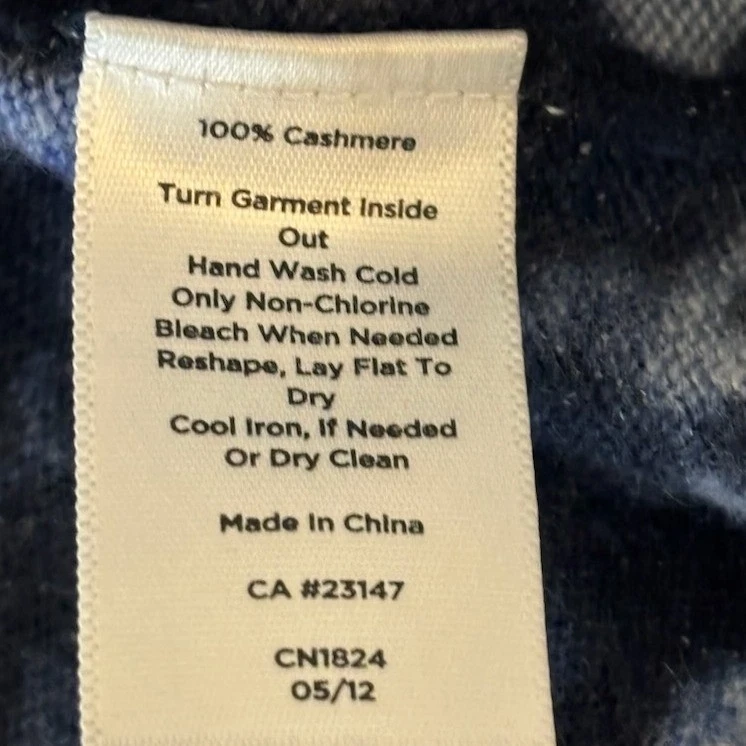 100% Cashmere
Turn Garment Inside
Out
Hand Wash Cold
Only Non-Chlorine
Bleach When Needed
Reshape, Lay Flat To
Dry
Cool Iron, If Needed
Or Dry Clean
Made In China
CA #23147
CN1824
05/12